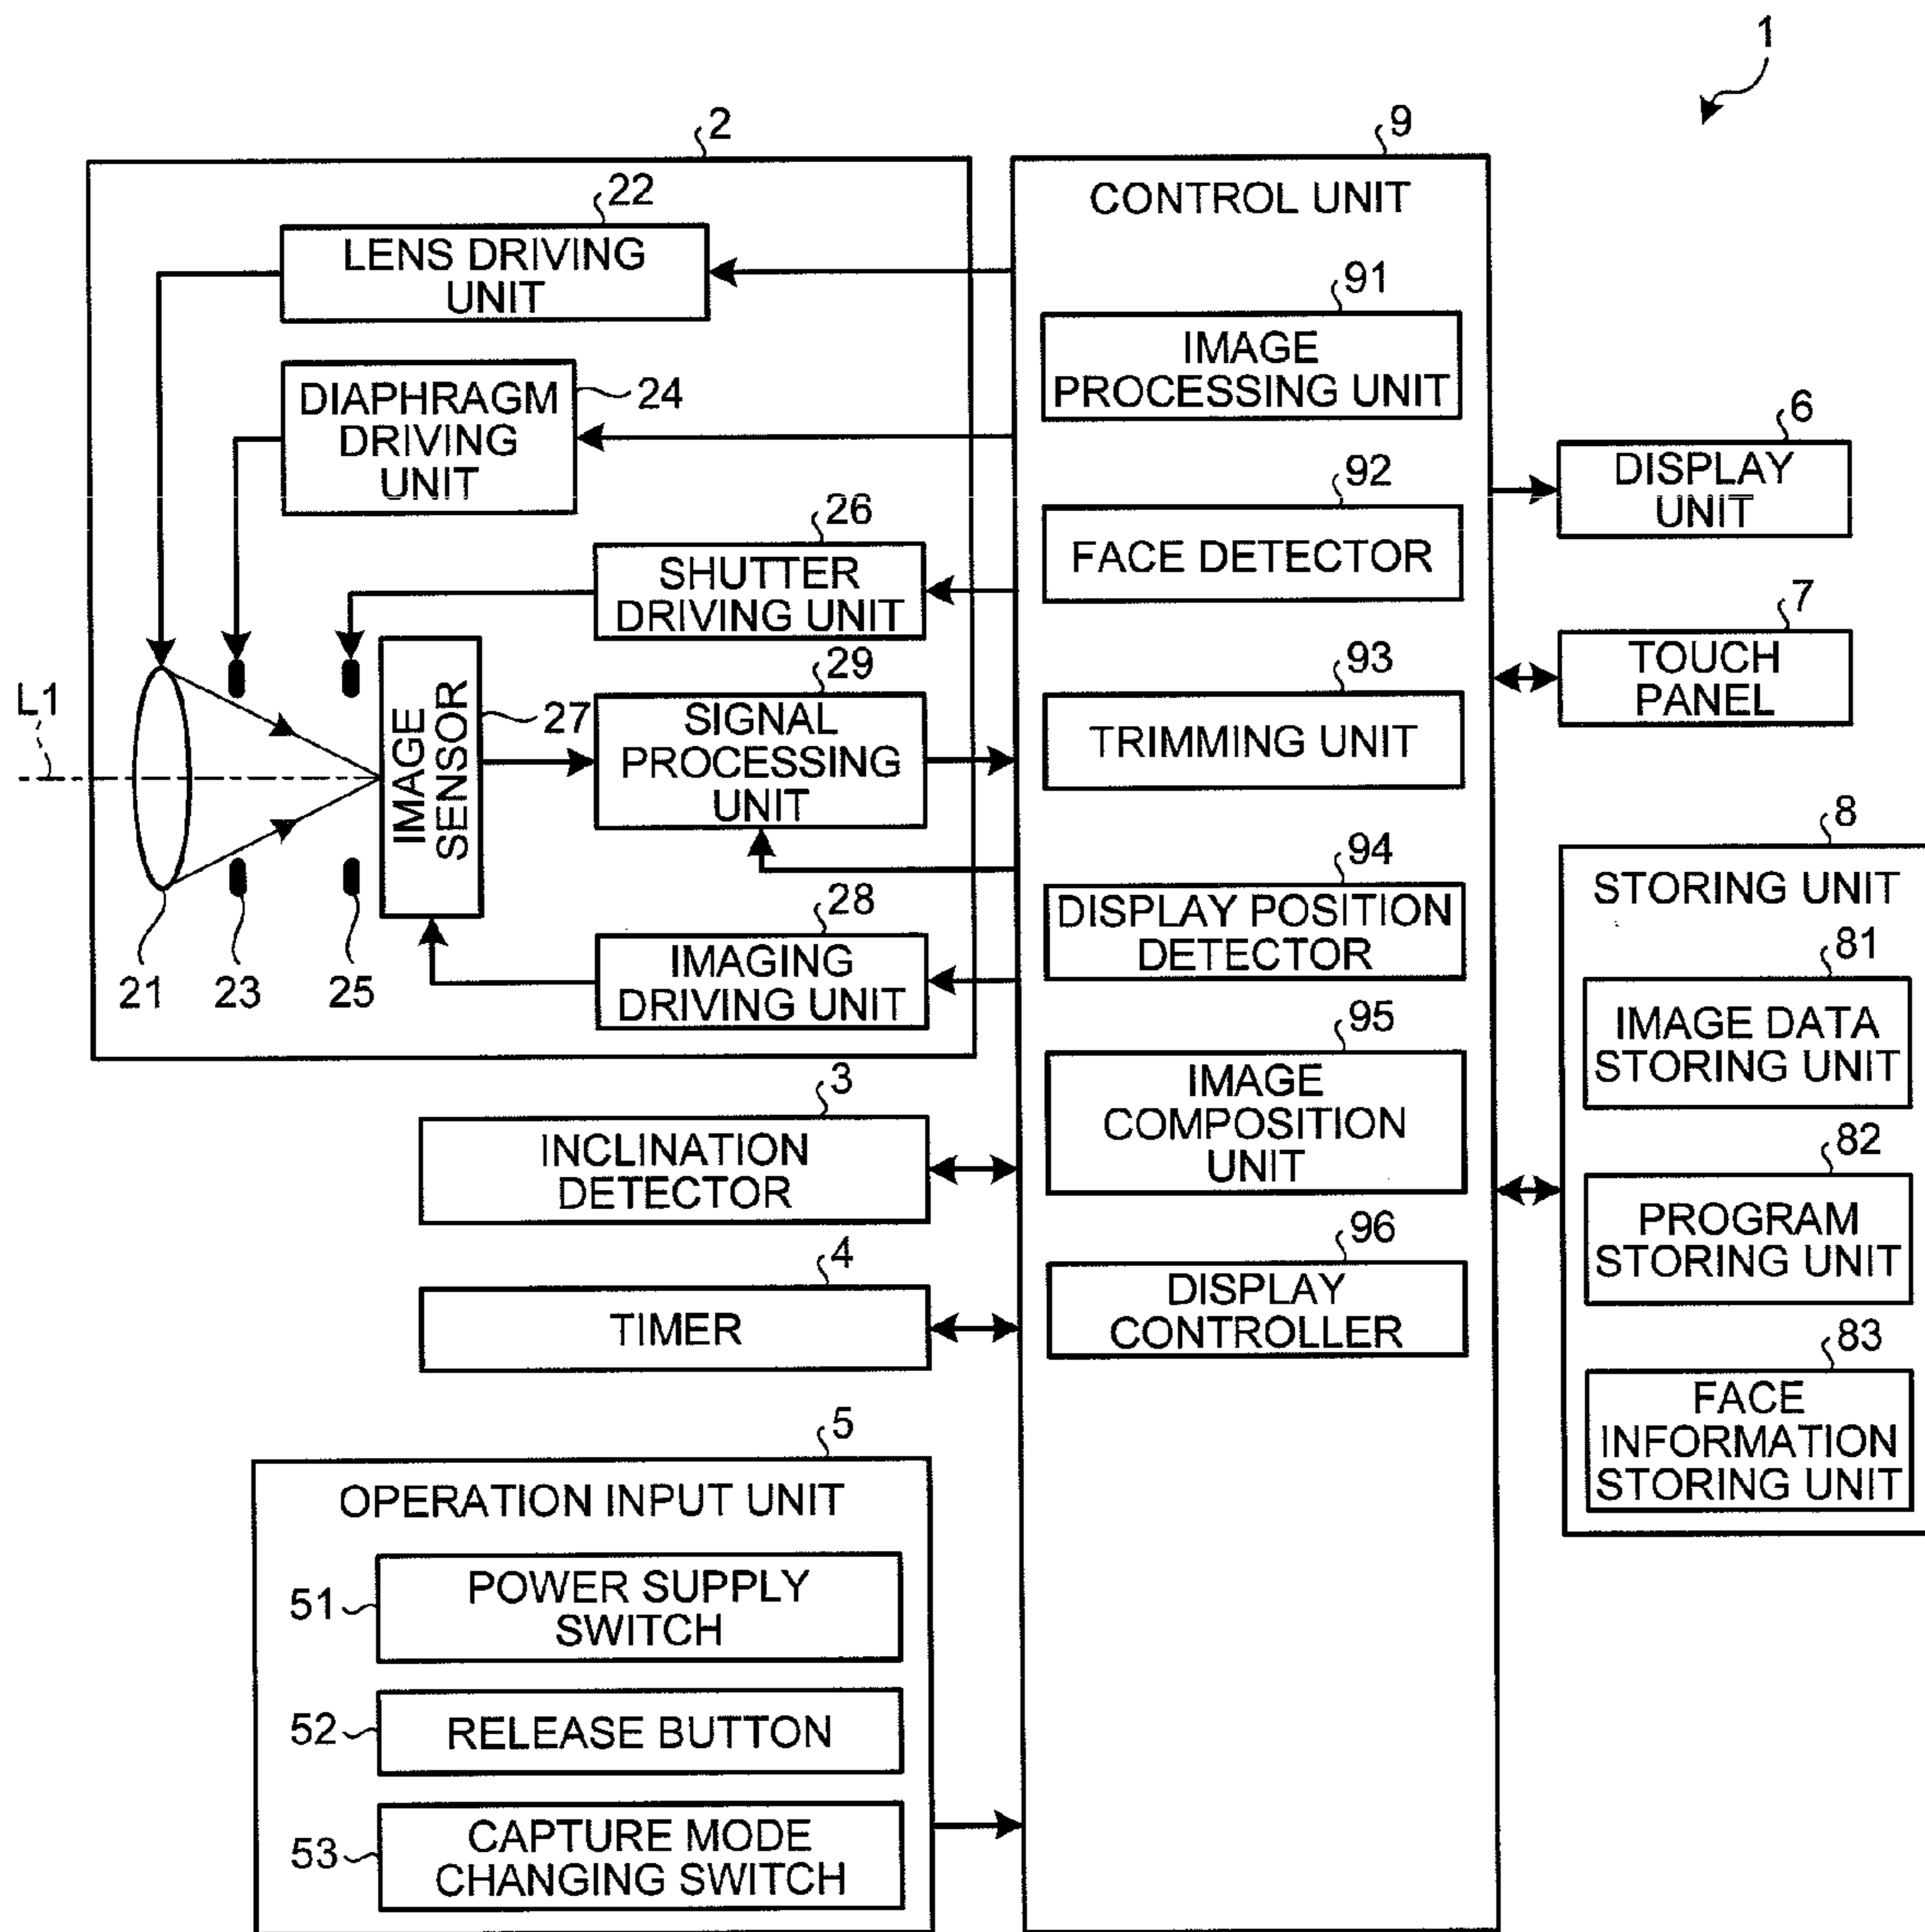 1
2
22
LENS DRIVING
UNIT
DIAPHRAGM
DRIVING
UNIT
24
26
SHUTTER
DRIVING UNIT
L1
IMAGE
SENSOR
27
29
SIGNAL
PROCESSING
UNIT
28
IMAGING
DRIVING UNIT
21
23
25
3
INCLINATION
DETECTOR
4
TIMER
5
OPERATION INPUT UNIT
51
POWER SUPPLY
SWITCH
52
RELEASE BUTTON
53
CAPTURE MODE
CHANGING SWITCH
9
CONTROL UNIT
91
IMAGE
PROCESSING UNIT
92
FACE DETECTOR
93
TRIMMING UNIT
94
DISPLAY POSITION
DETECTOR
95
IMAGE
COMPOSITION
UNIT
96
DISPLAY
CONTROLLER
6
DISPLAY
UNIT
7
TOUCH
PANEL
8
STORING UNIT
81
IMAGE DATA
STORING UNIT
82
PROGRAM
STORING UNIT
83
FACE
INFORMATION
STORING UNIT